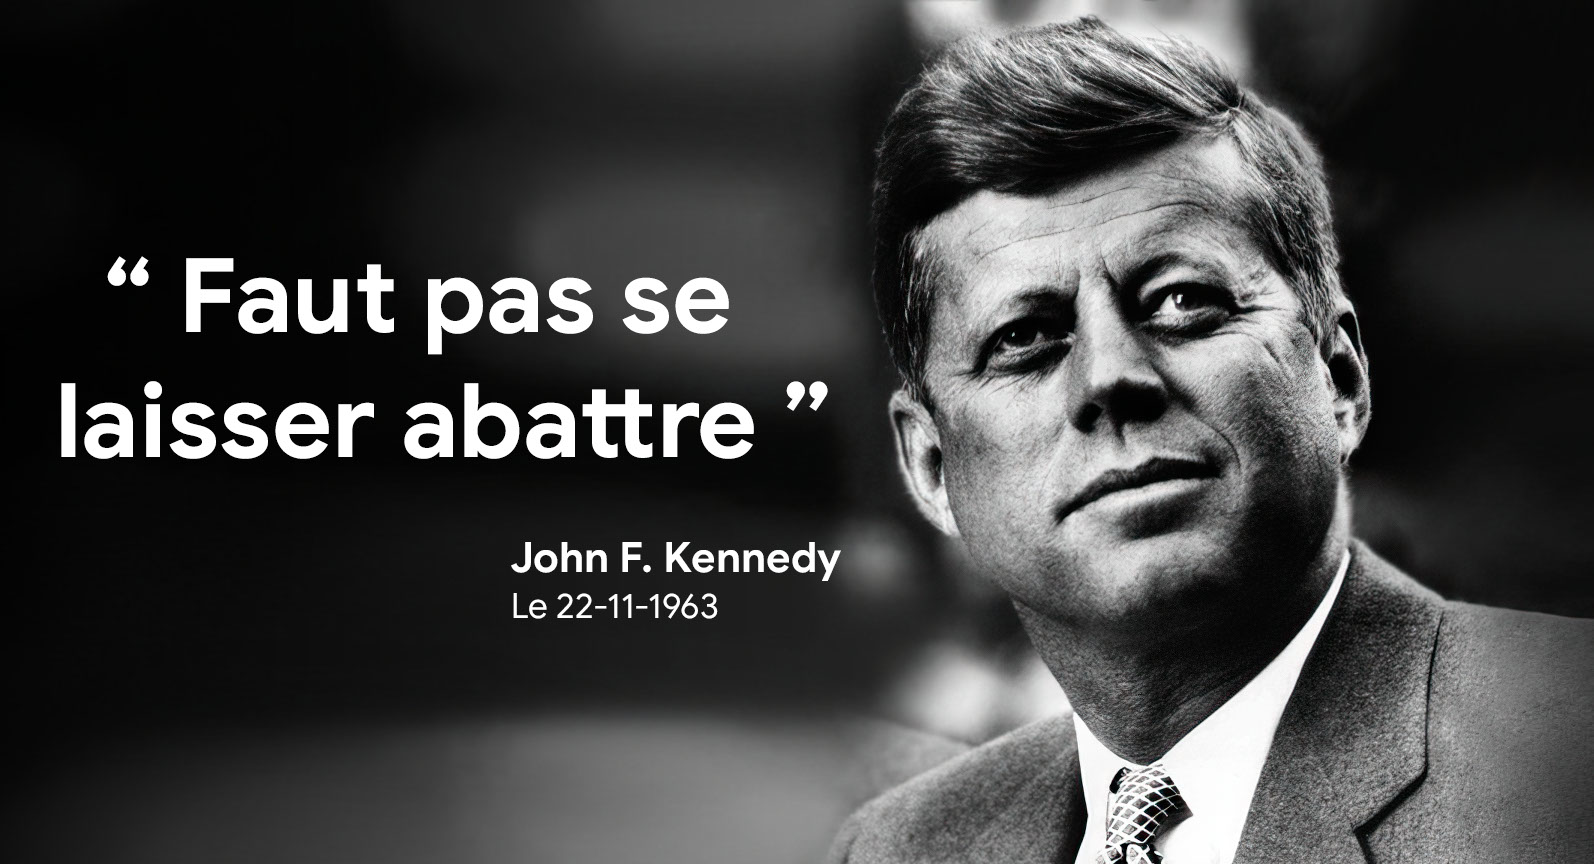 “ Faut pas se
laisser abattre ”
John F. Kennedy
Le 22-11-1963